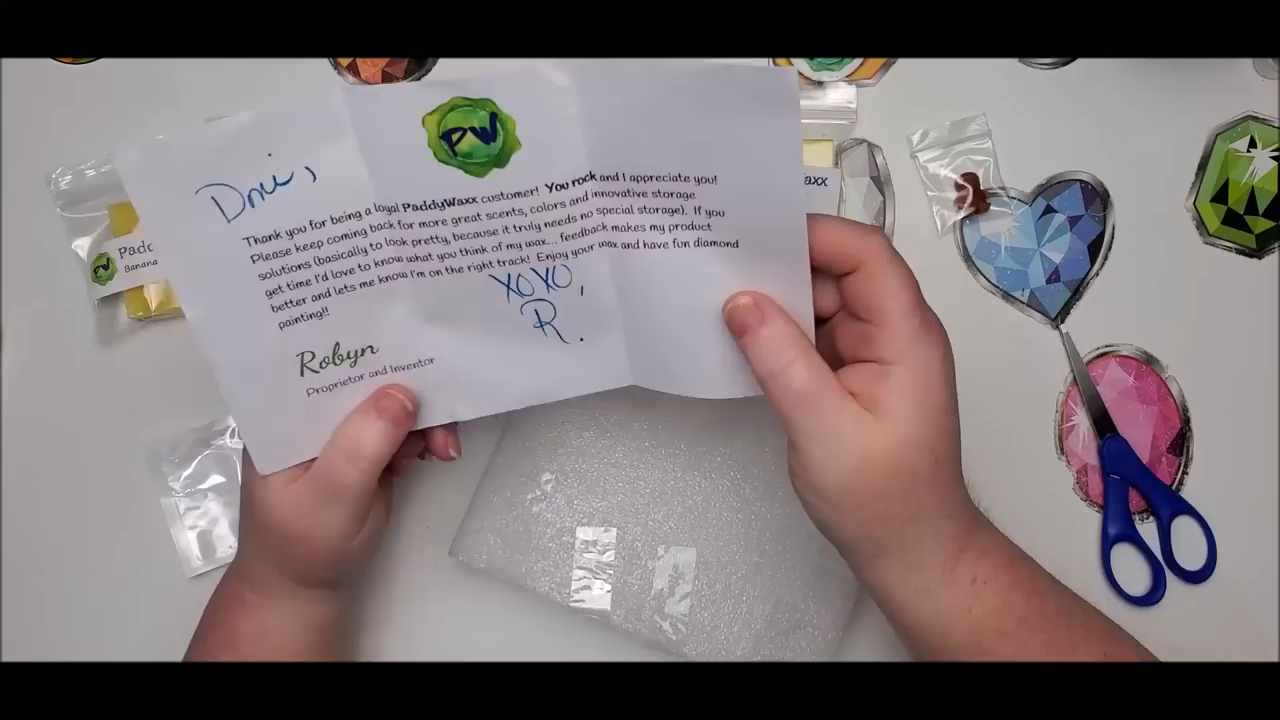 PW
Dori,
Thank you for being a loyal PaddyWaxx customer! You rock and I appreciate you!
Please keep coming back for more great scents, colors and innovative storage
solutions (basically to look pretty, because it truly needs no special storage). If you
get time I'd love to know what you think of my wax... feedback makes my product
better and lets me know I'm on the right track! Enjoy your wax and have fun diamond
painting!!
XOXO,
R.
Robyn
Proprietor and Inventor
PW
Banana